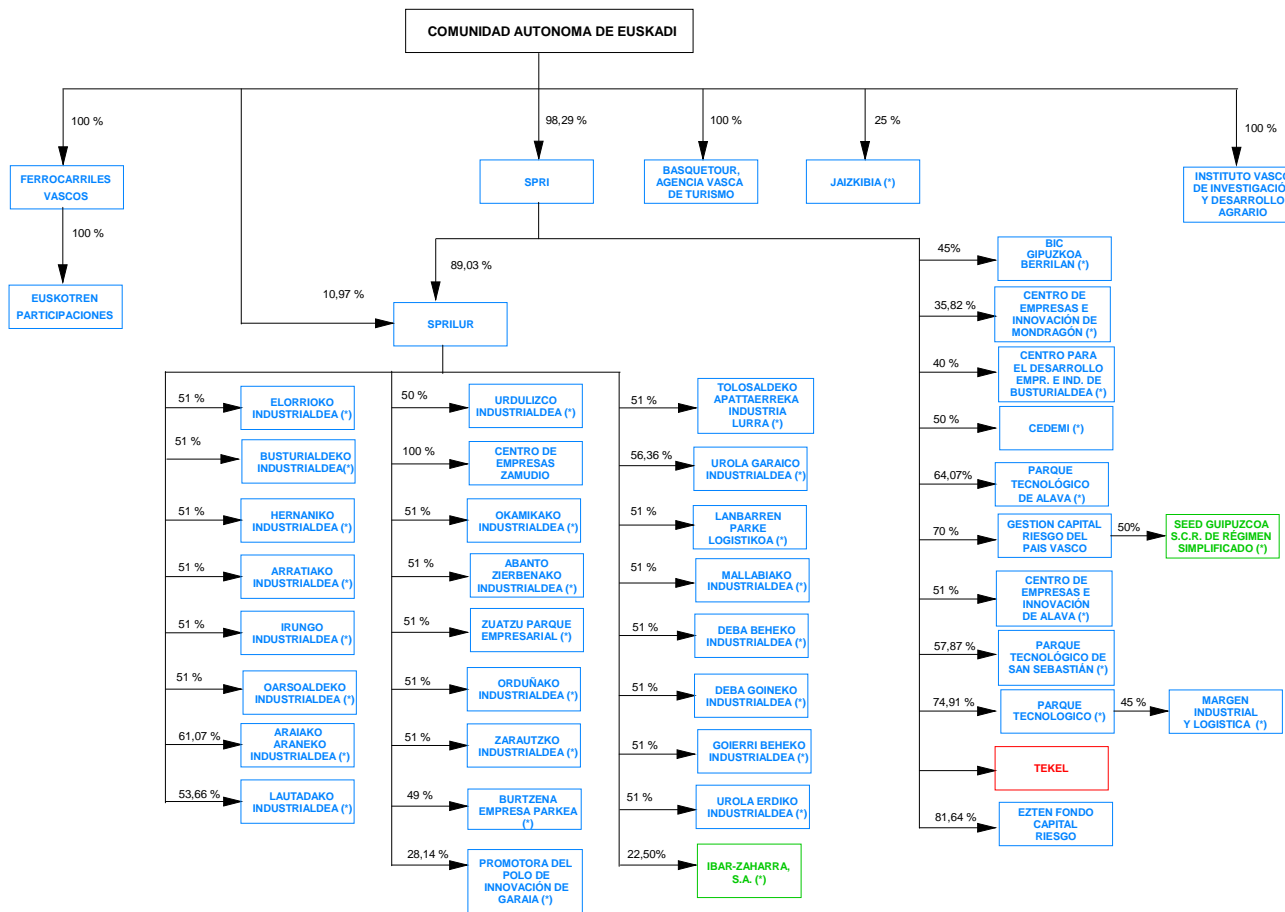 COMUNIDAD AUTONOMA DE EUSKADI
100 %
98,29 %
100 %
25 %
100 %
FERROCARRILES
VASCOS
SPRI
BASQUETOUR,
AGENCIA VASCA
DE TURISMO
JAIZKIBIA (*)
INSTITUTO VASCO
DE INVESTIGACIÓN
Y DESARROLLO
AGRARIO
100 %
EUSKOTREN
PARTICIPACIONES
89,03 %
10,97 %
SPRILUR
51 %
ELORRIOKO
INDUSTRIALDEA (*)
51 %
BUSTURIALDEKO
INDUSTRIALDEA(*)
51 %
HERNANIKO
INDUSTRIALDEA (*)
51 %
ARRATIAKO
INDUSTRIALDEA (*)
51 %
IRUNGO
INDUSTRIALDEA (*)
51 %
OARSOALDEKO
INDUSTRIALDEA (*)
61,07 %
ARAIAKO
ARANEKO
INDUSTRIALDEA (*)
53,66 %
LAUTADAKO
INDUSTRIALDEA (*)
50 %
URDULIZCO
INDUSTRIALDEA (*)
100 %
CENTRO DE
EMPRESAS
ZAMUDIO
51 %
OKAMIKAKO
INDUSTRIALDEA (*)
51 %
ABANTO
ZIERBENAKO
INDUSTRIALDEA (*)
51 %
ZUATZU PARQUE
EMPRESARIAL (*)
51 %
ORDUÑAKO
INDUSTRIALDEA (*)
51 %
ZARAUTZKO
INDUSTRIALDEA (*)
49 %
BURTZENA
EMPRESA PARKEA
(*)
28,14 %
PROMOTORA DEL
POLO DE
INNOVACIÓN DE
GARAIA (*)
51 %
TOLOSALDEKO
APATTAERREKA
INDUSTRIA
LURRA (*)
56,36 %
UROLA GARAICO
INDUSTRIALDEA (*)
51 %
LANBARREN
PARKE
LOGISTIKOA (*)
51 %
MALLABIAKO
INDUSTRIALDEA (*)
51 %
DEBA BEHEKO
INDUSTRIALDEA (*)
51 %
DEBA GOINEKO
INDUSTRIALDEA (*)
51 %
GOIERRI BEHEKO
INDUSTRIALDEA (*)
51 %
UROLA ERDIKO
INDUSTRIALDEA (*)
22,50%
IBAR-ZAHARRA,
S.A. (*)
45%
BIC
GIPUZKOA
BERRILAN (*)
35,82 %
CENTRO DE
EMPRESAS E
INNOVACIÓN DE
MONDRAGÓN (*)
40 %
CENTRO PARA
EL DESARROLLO
EMPR. E IND. DE
BUSTURIALDEA (*)
50 %
CEDEMI (*)
64,07%
PARQUE
TECNOLÓGICO
DE ALAVA (*)
70 %
GESTION CAPITAL
RIESGO DEL
PAIS VASCO
50%
SEED GUIPUZCOA
S.C.R. DE RÉGIMEN
SIMPLIFICADO (*)
51 %
CENTRO DE
EMPRESAS E
INNOVACIÓN
DE ALAVA (*)
57,87 %
PARQUE
TECNOLÓGICO DE
SAN SEBASTIÁN (*)
74,91 %
PARQUE
TECNOLOGICO (*)
45 %
MARGEN
INDUSTRIAL
Y LOGISTICA (*)
TEKEL
81,64 %
EZTEN FONDO
CAPITAL
RIESGO